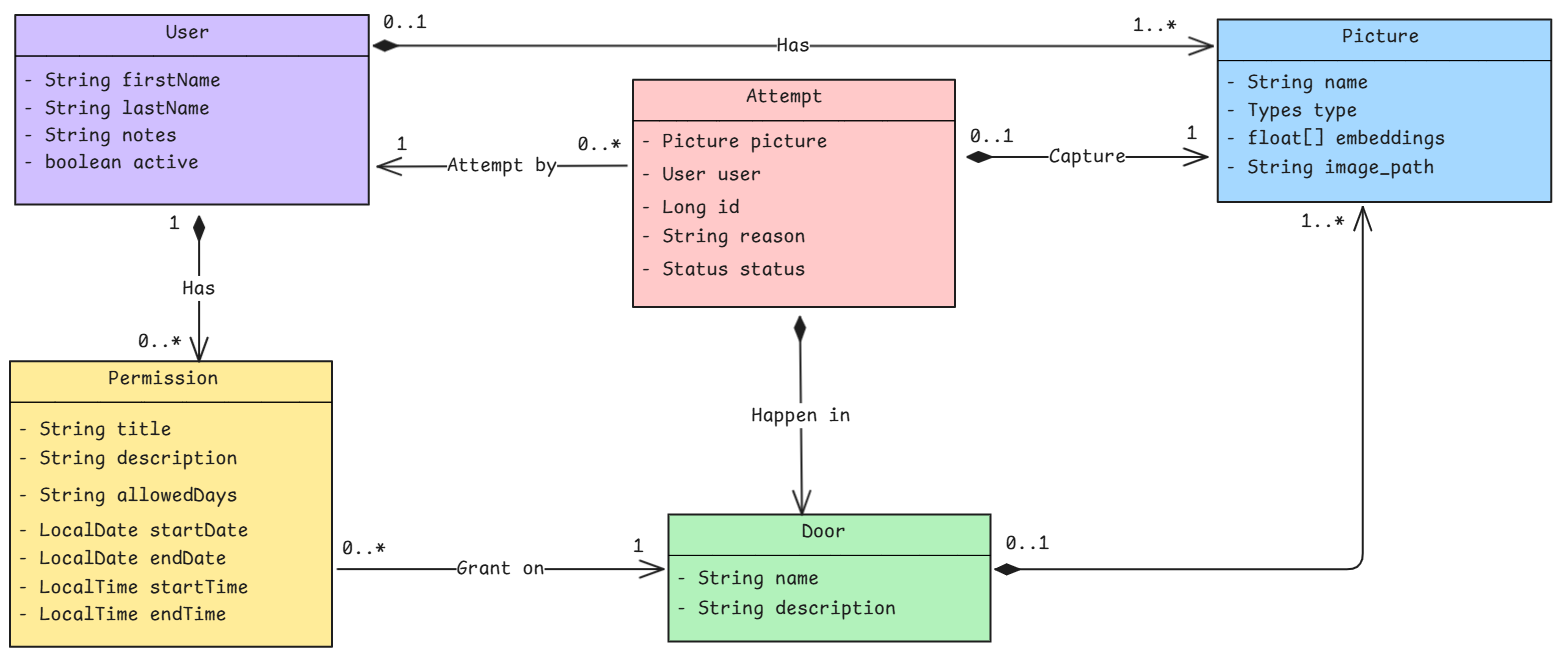 User
- String firstName
- String lastName
- String notes
- boolean active
0..1
Has
1..*
Picture
- String name
- Types type
- float[] embeddings
- String image_path
Attempt
- Picture picture
- User user
- Long id
- String reason
- Status status
1
Attempt by
0..*
0..1
Capture
1
1
Has
0..*
1..*
Permission
- String title
- String description
- String allowedDays
- LocalDate startDate
- LocalDate endDate
- LocalTime startTime
- LocalTime endTime
Happen in
0..*
Grant on
1
Door
- String name
- String description
0..1